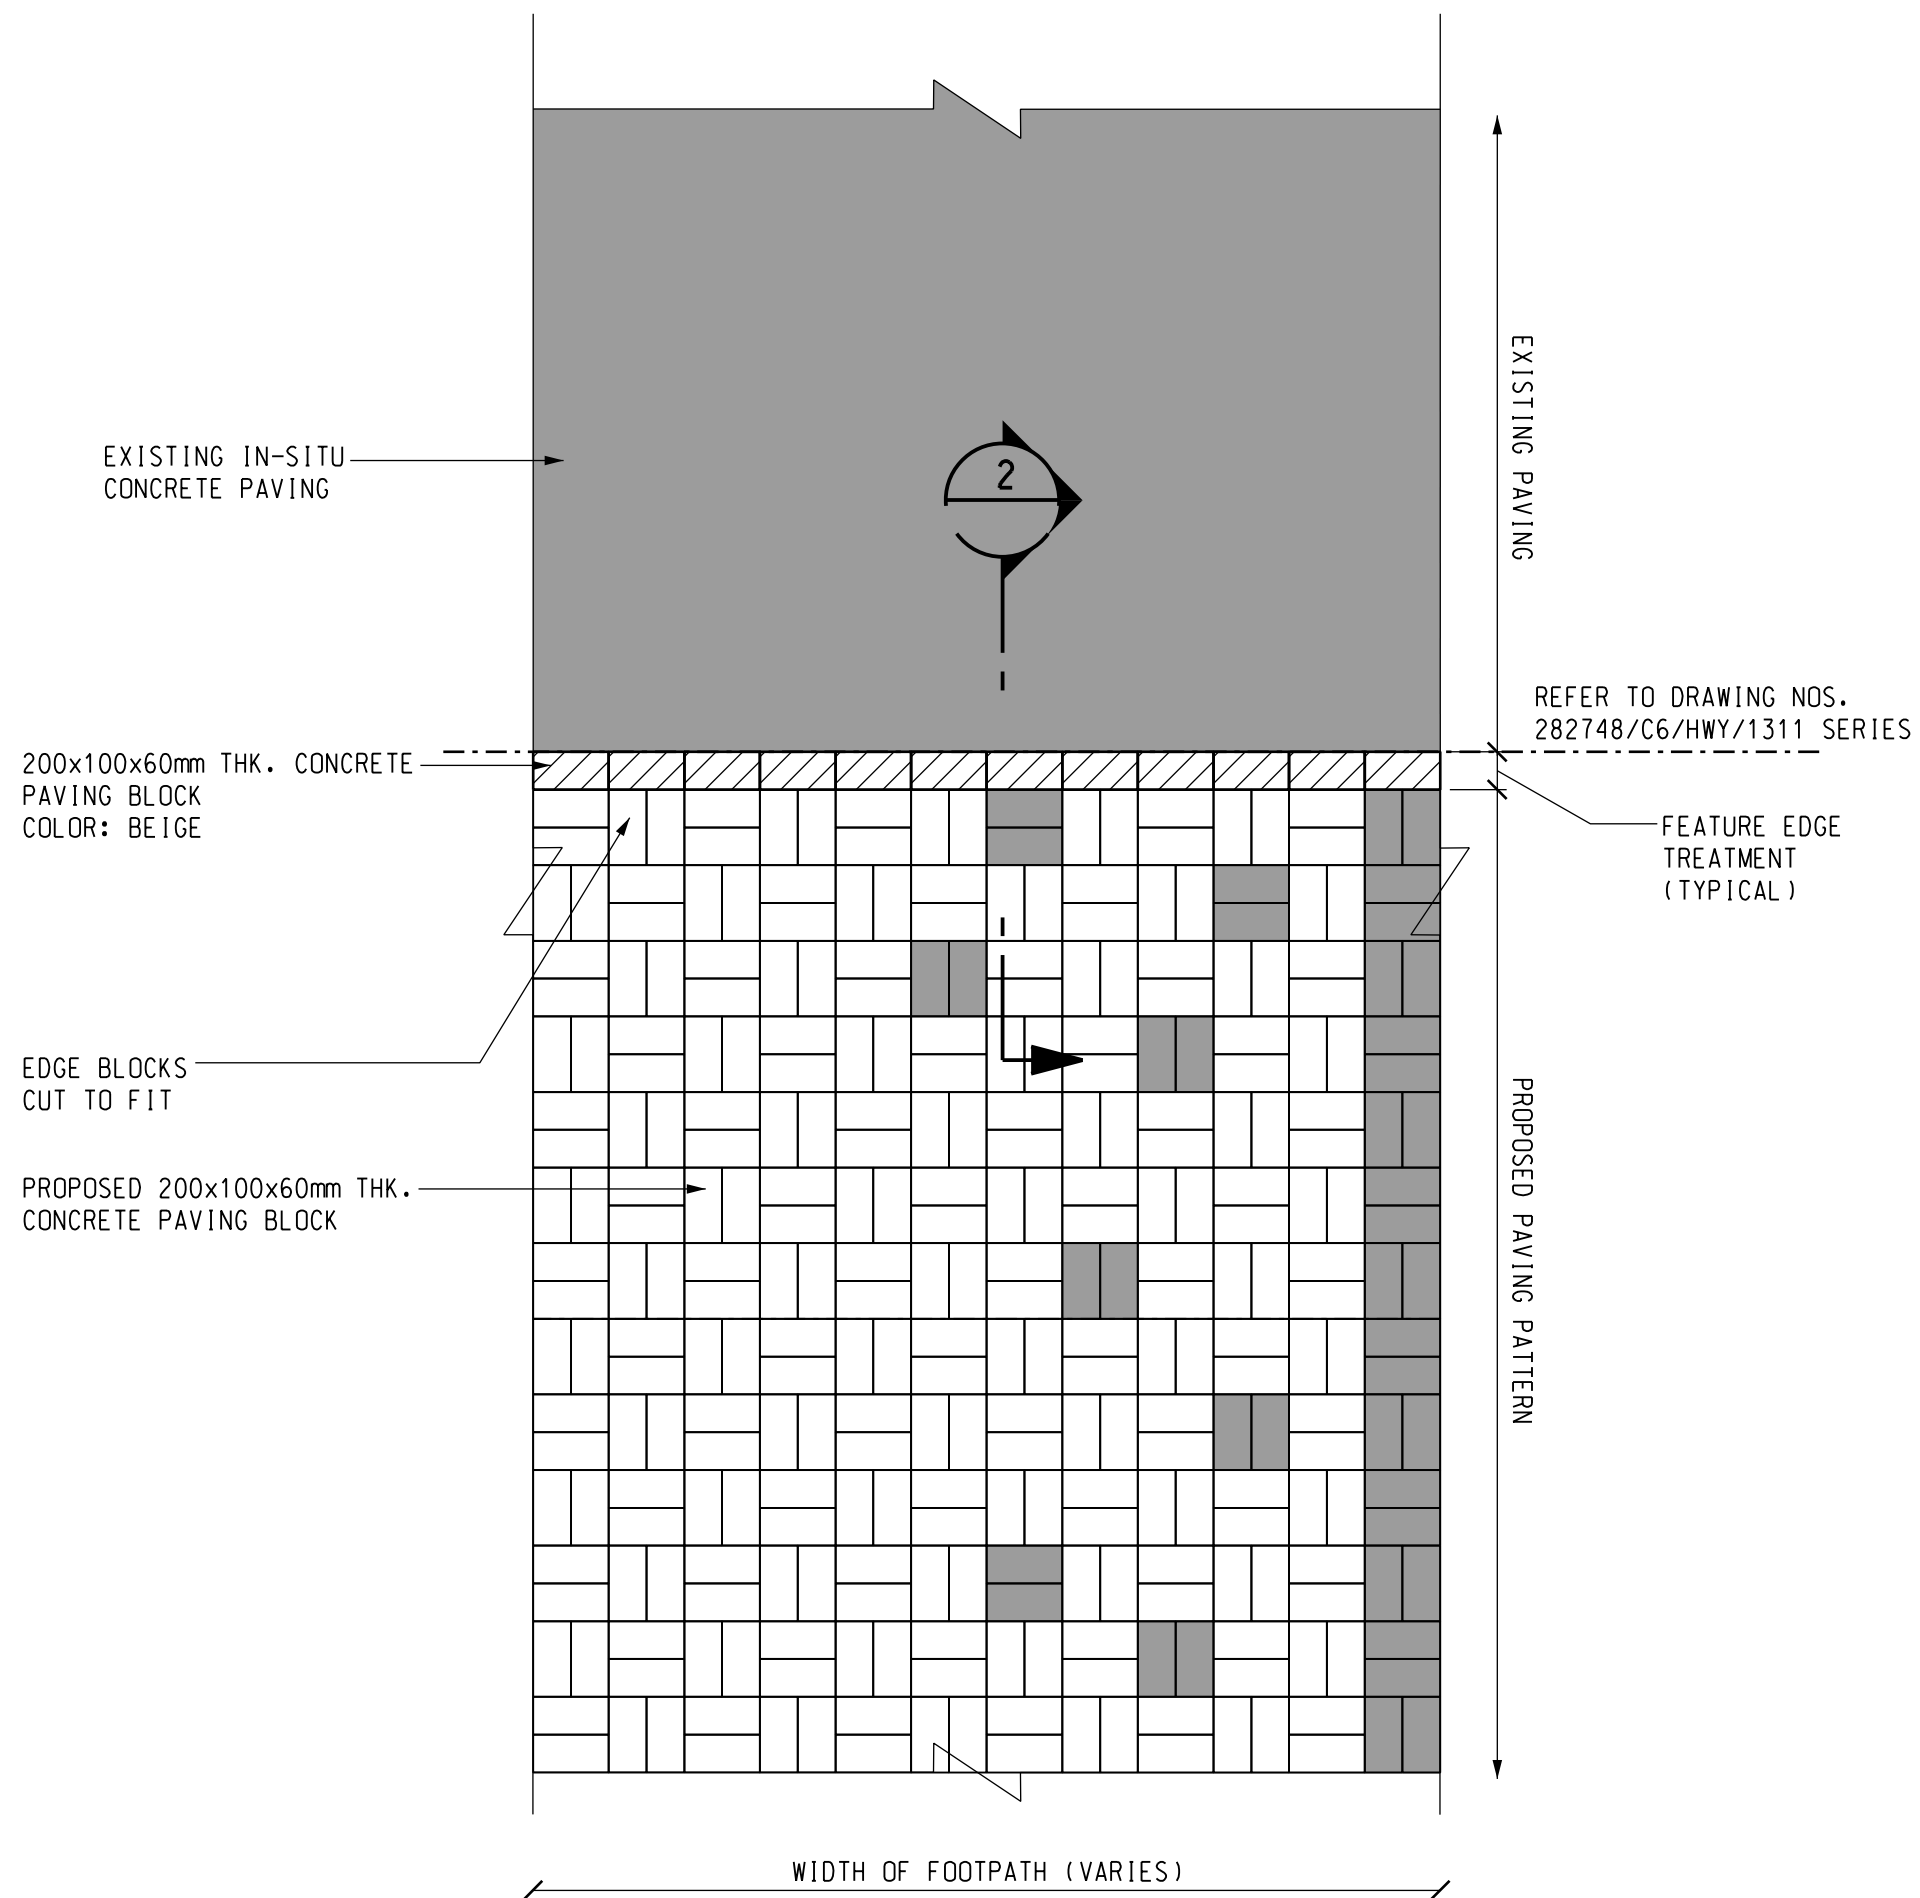 EXISTING IN-SITU
CONCRETE PAVING
2
EXISTING PAVING
REFER TO DRAWING NOS.
282748/C6/HWY/1311 SERIES
200x100x60mm THK. CONCRETE
PAVING BLOCK
COLOR: BEIGE
FEATURE EDGE
TREATMENT
(TYPICAL)
EDGE BLOCKS
CUT TO FIT
PROPOSED 200x100x60mm THK.
CONCRETE PAVING BLOCK
PROPOSED PAVING PATTERN
WIDTH OF FOOTPATH (VARIES)